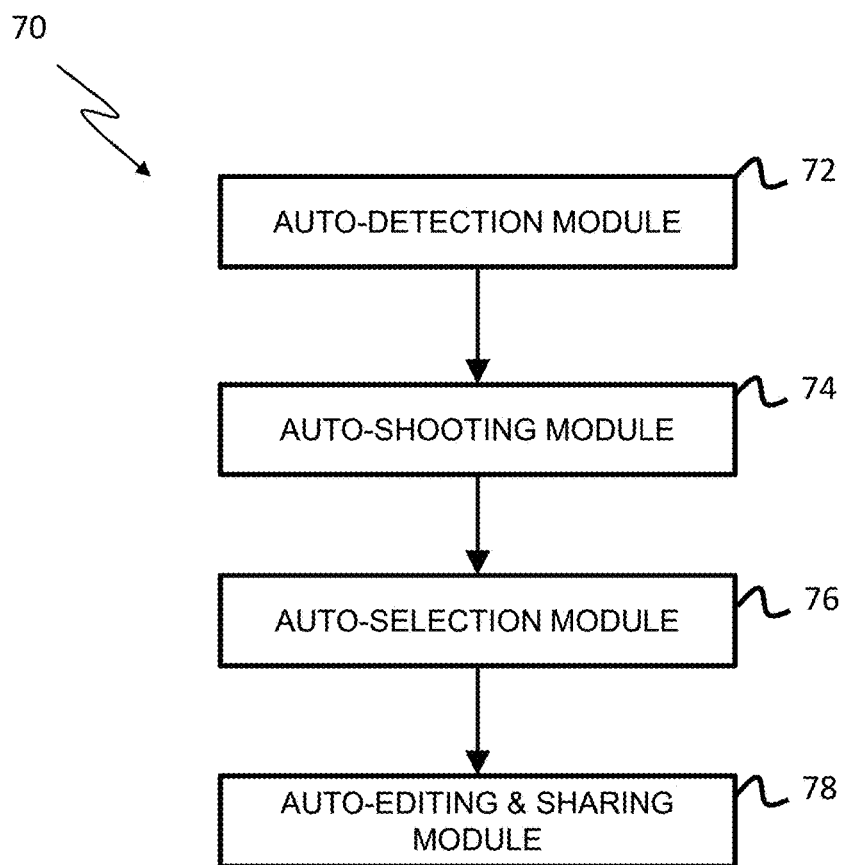 70
72
AUTO-DETECTION MODULE
74
AUTO-SHOOTING MODULE
76
AUTO-SELECTION MODULE
78
AUTO-EDITING & SHARING
MODULE